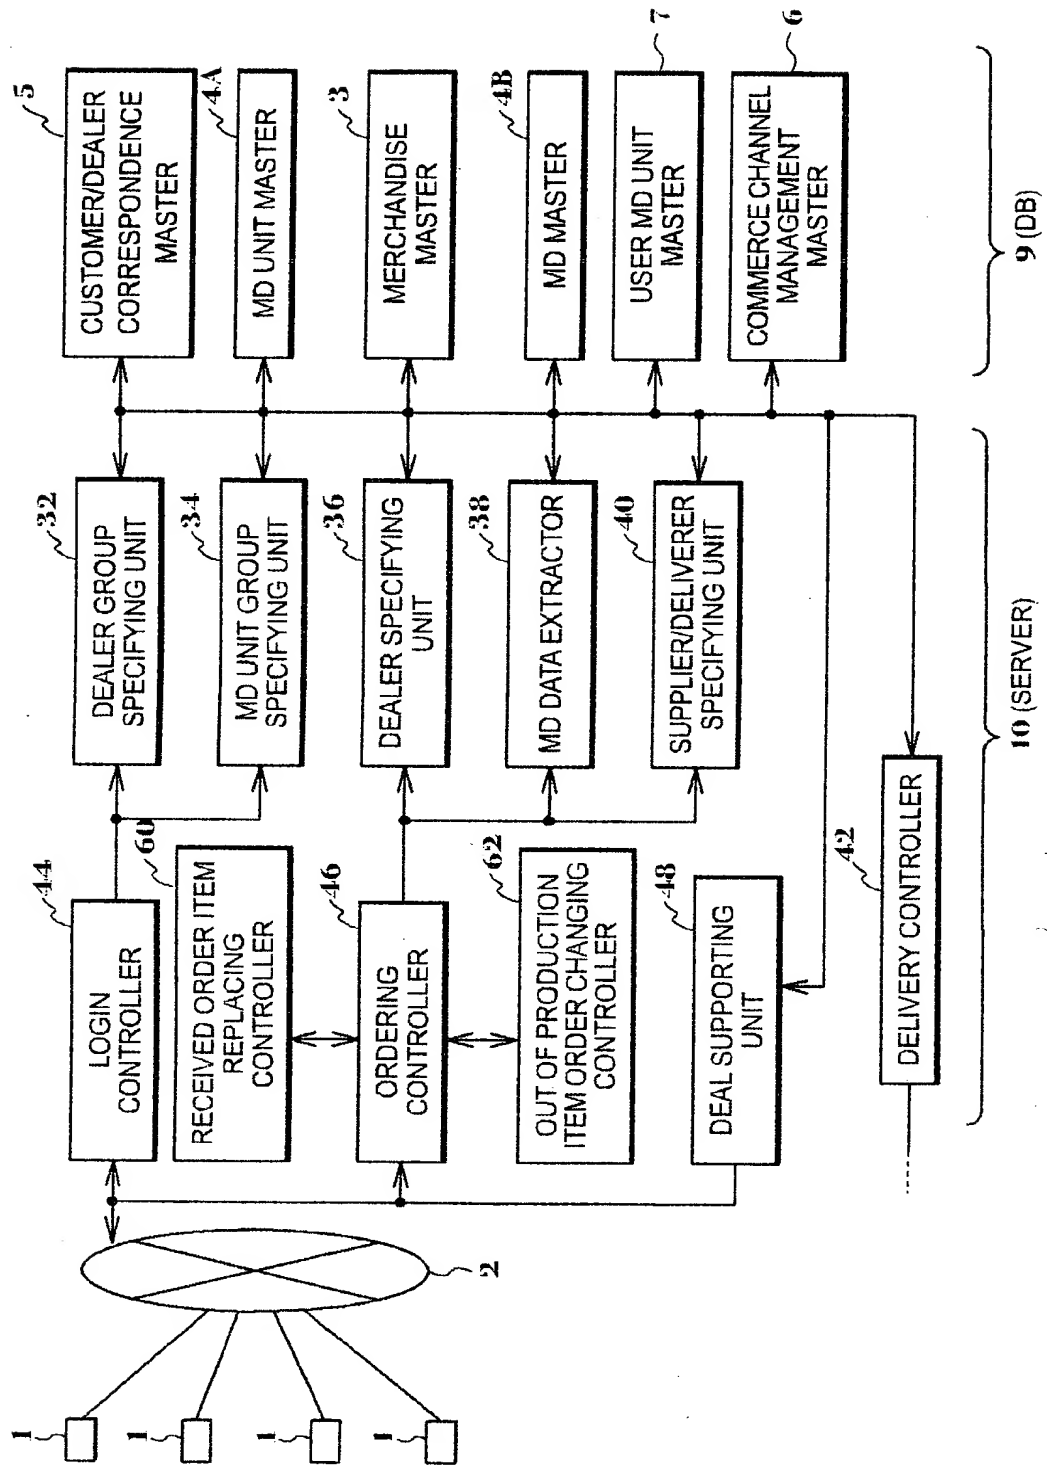 1
1
1
1
2
44
LOGIN
CONTROLLER
60
RECEIVED ORDER ITEM
REPLACING
CONTROLLER
46
ORDERING
CONTROLLER
62
OUT OF PRODUCTION
ITEM ORDER CHANGING
CONTROLLER
48
DEAL SUPPORTING
UNIT
42
DELIVERY CONTROLLER
32
DEALER GROUP
SPECIFYING UNIT
34
MD UNIT GROUP
SPECIFYING UNIT
36
DEALER SPECIFYING
UNIT
38
MD DATA EXTRACTOR
40
SUPPLIER/DELIVERER
SPECIFYING UNIT
10 (SERVER)
5
CUSTOMER/DEALER
CORRESPONDENCE
MASTER
4A
MD UNIT MASTER
3
MERCHANDISE
MASTER
4B
MD MASTER
7
USER MD UNIT
MASTER
6
COMMERCE CHANNEL
MANAGEMENT
MASTER
9 (DB)